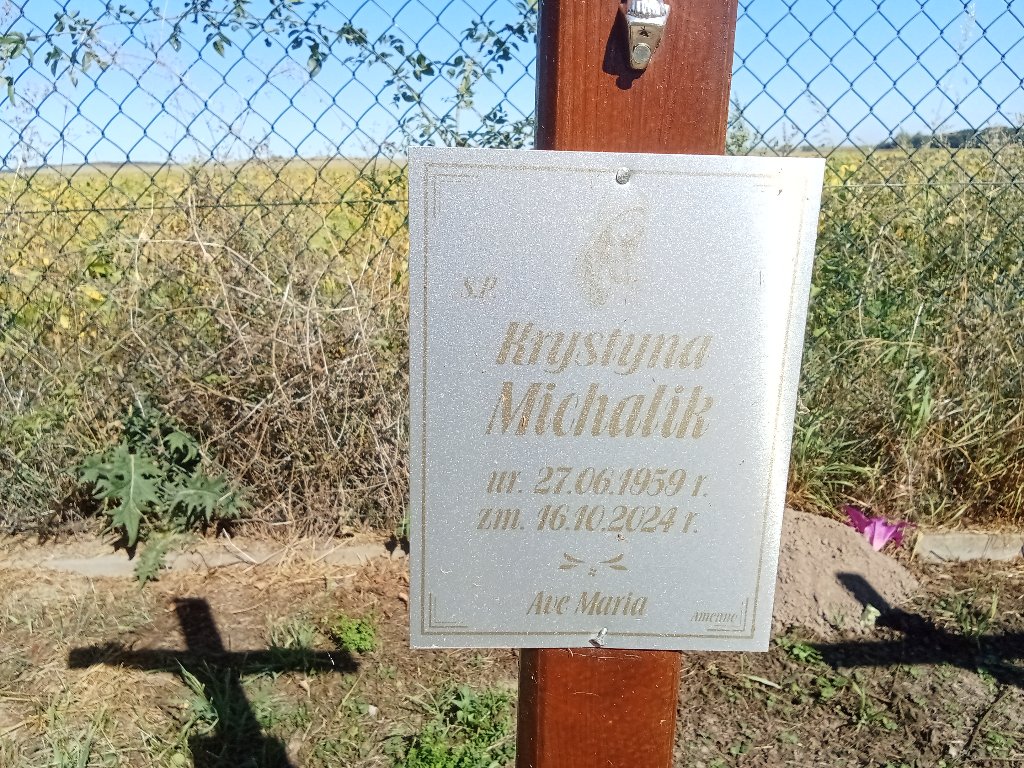 Ś.P.
Krystyna
Michalik
ur. 27.06.1959 r.
zm. 16.10.2024 r.
Ave Maria